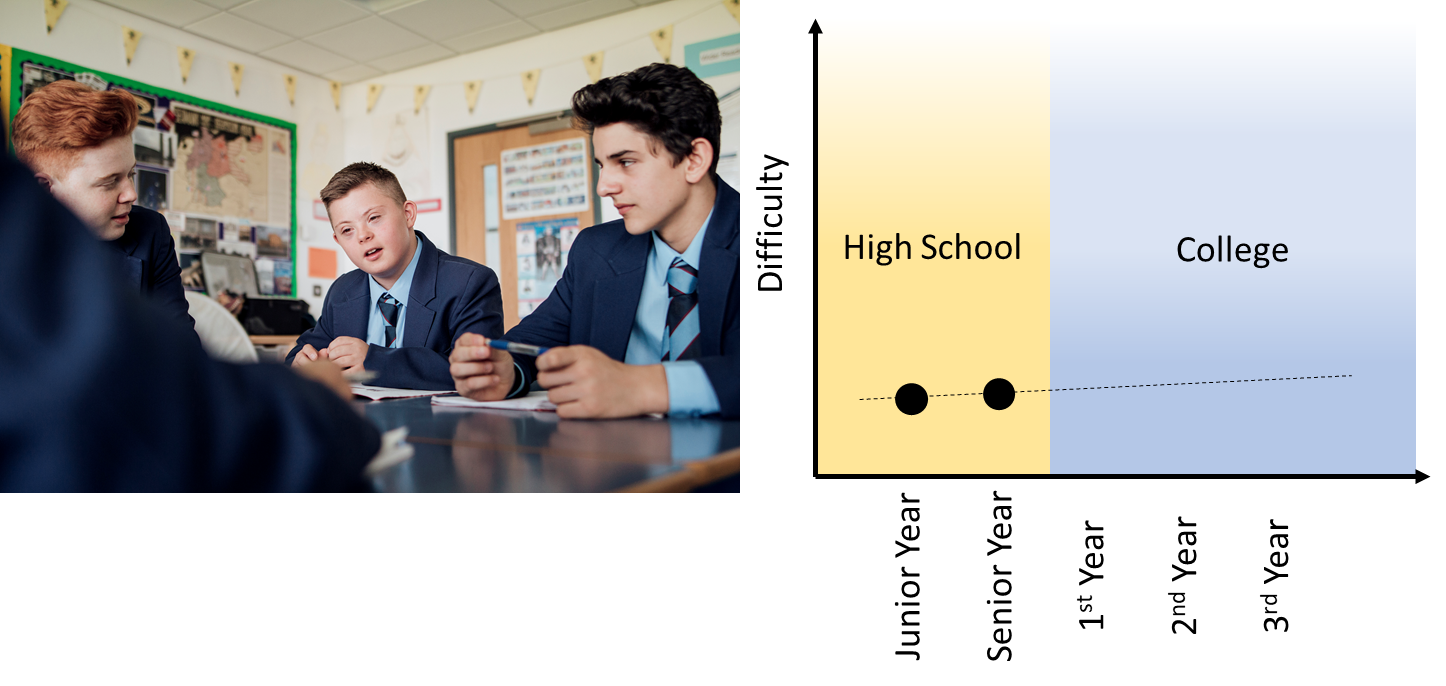 Difficulty
High School
College
Junior Year
Senior Year
1st Year
2nd Year
3rd Year